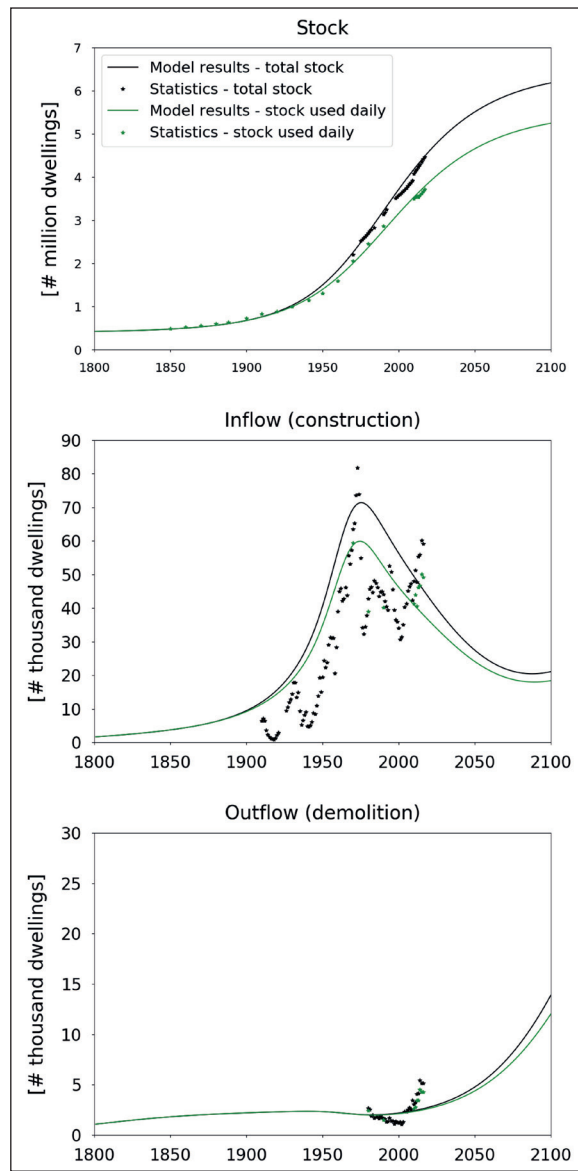 Stock
7
6
5
4
3
2
1
0
[# million dwellings]
Model results - total stock
Statistics - total stock
Model results - stock used daily
Statistics - stock used daily
1800 1850 1900 1950 2000 2050 2100
Inflow (construction)
90
80
70
60
50
40
30
20
10
0
[# thousand dwellings]
1800 1850 1900 1950 2000 2050 2100
Outflow (demolition)
30
25
20
15
10
5
0
[# thousand dwellings]
1800 1850 1900 1950 2000 2050 2100